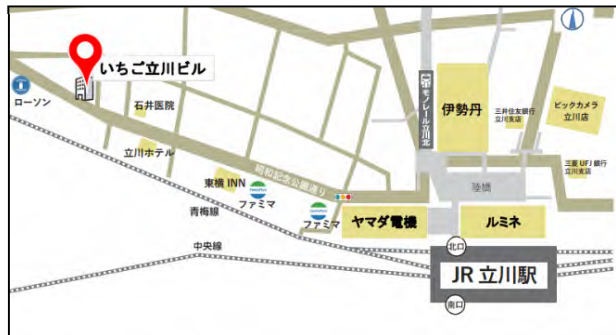 いちご立川ビル
ローソン
石井医院
立川ホテル
東横INN
ファミマ
ファミマ
昭和記念公園通り
青梅線
中央線
モノレール立川北
伊勢丹
三井住友銀行
立川支店
ビックカメラ
立川店
三菱UFJ銀行
立川支店
陸橋
ヤマダ電機
ルミネ
北口
JR立川駅
南口